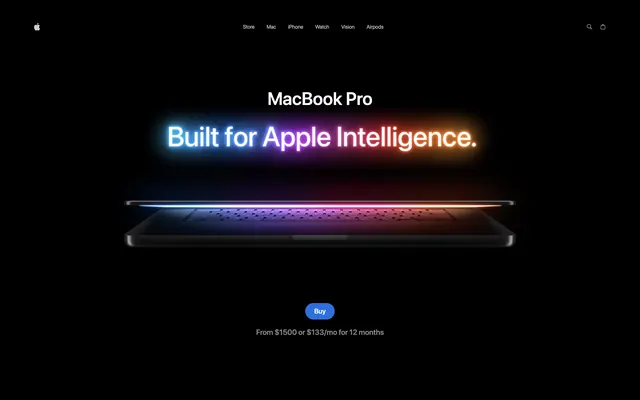 Store Mac iPhone Watch Vision Airpods
MacBook Pro
Built for Apple Intelligence.
Buy
From $1500 or $133/mo for 12 months